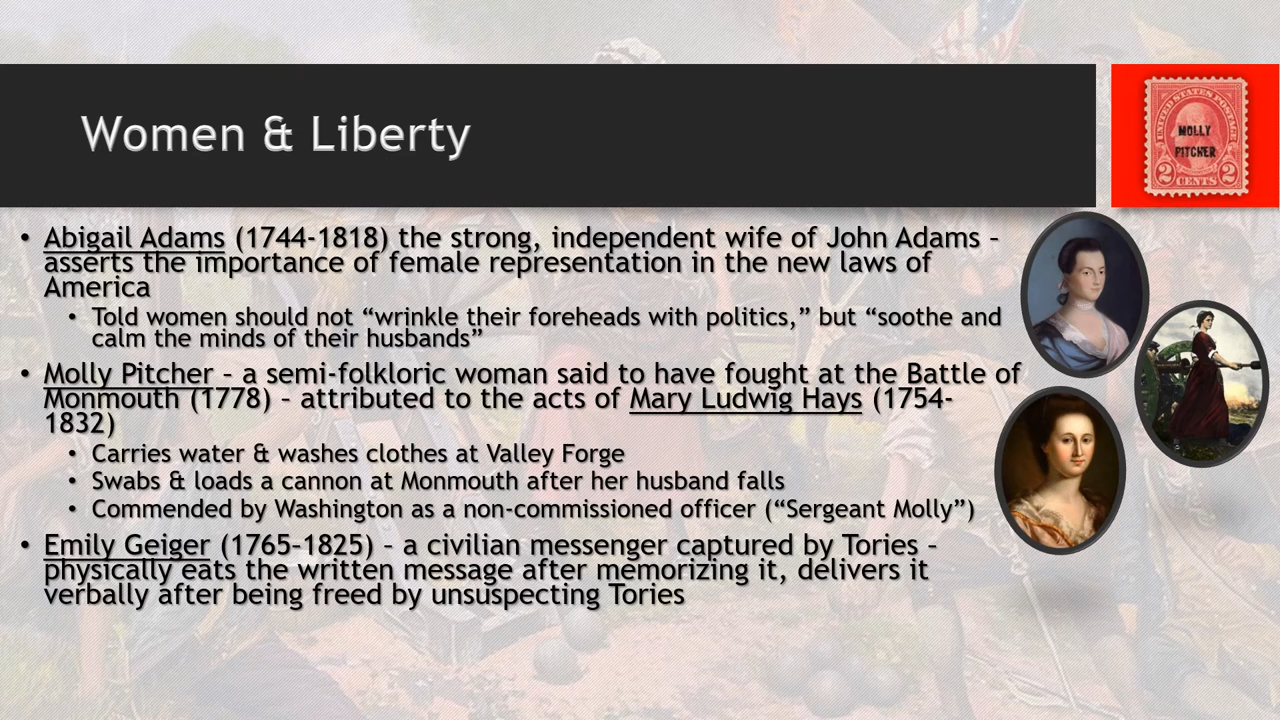 Women & Liberty
UNITED STATES POSTAGE
MOLLY
PITCHER
2 CENTS 2
• Abigail Adams (1744-1818) the strong, independent wife of John Adams –
asserts the importance of female representation in the new laws of
America
• Told women should not “wrinkle their foreheads with politics,” but “soothe and
calm the minds of their husbands”
• Molly Pitcher – a semi-folkloric woman said to have fought at the Battle of
Monmouth (1778) – attributed to the acts of Mary Ludwig Hays (1754-
1832)
• Carries water & washes clothes at Valley Forge
• Swabs & loads a cannon at Monmouth after her husband falls
• Commended by Washington as a non-commissioned officer (“Sergeant Molly”)
• Emily Geiger (1765–1825) – a civilian messenger captured by Tories –
physically eats the written message after memorizing it, delivers it
verbally after being freed by unsuspecting Tories